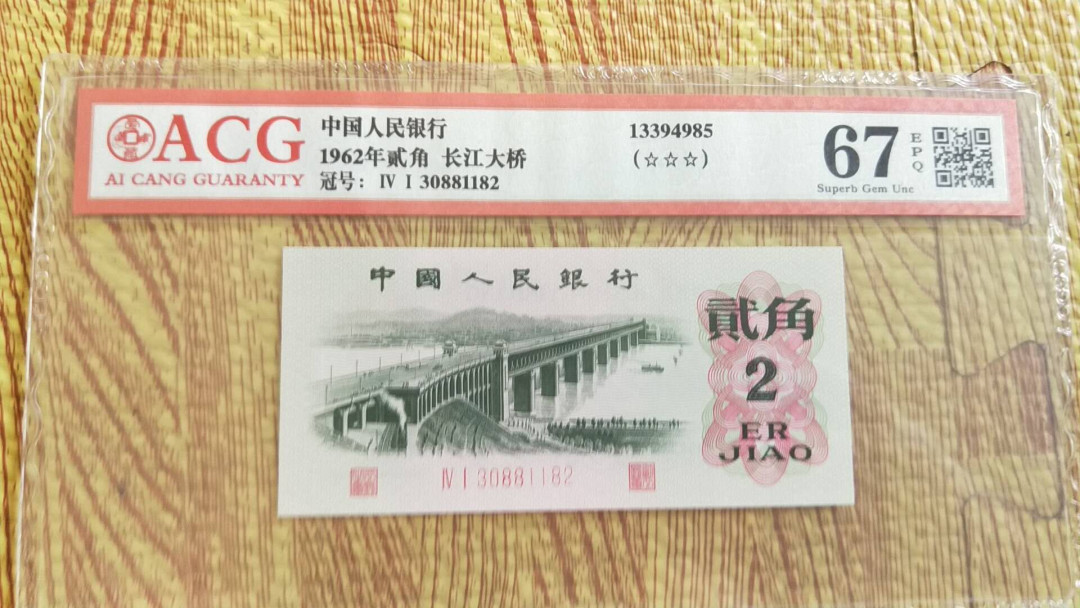 ACG
AI CANG GUARANTY
中国人民银行
1962年贰角 长江大桥
冠号: Ⅳ Ⅰ 30881182
13394985
(☆☆☆)
67
EPQ
Superb Gem Unc
中國人民銀行
貳角
2
ER
JIAO
Ⅳ Ⅰ 30881182